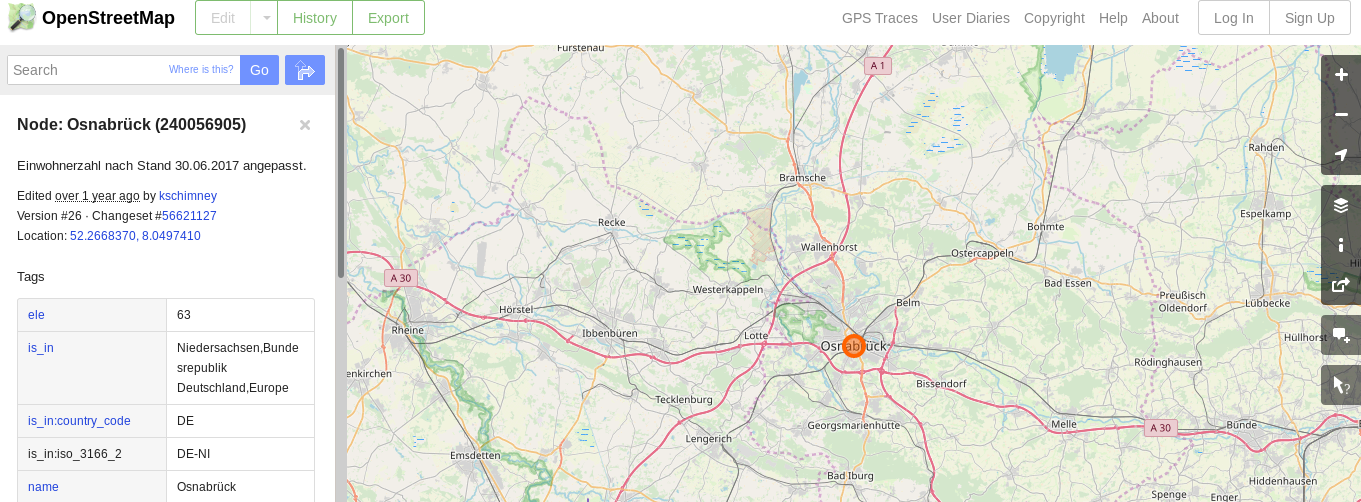 OpenStreetMap
Edit
History
Export
GPS Traces
User Diaries
Copyright
Help
About
Log In
Sign Up
Search
Where is this?
Go
Node: Osnabrück (240056905)
×
Einwohnerzahl nach Stand 30.06.2017 angepasst.
Edited over 1 year ago by kschimney
Version #26 · Changeset #56621127
Location: 52.2668370, 8.0497410
Tags
ele 63
is_in Niedersachsen,Bunde
srepublik
Deutschland,Europe
is_in:country_code DE
is_in:iso_3166_2 DE-NI
name Osnabrück
Fürstenau
A 1
Rahden
Bramsche
Espelkamp
Recke
Bohmte
Wallenhorst
Ostercappeln
A 30
Bad Essen
Westerkappeln
Preußisch
Oldendorf
Lübbecke
Belm
Hörstel
Rheine
Ibbenbüren
Lotte
Hüllhorst
Osnabrück
Rödinghausen
enkirchen
Bissendorf
Tecklenburg
Georgsmarienhütte
Melle
A 30
Bünde
Lengerich
Emsdetten
Bad Iburg
Hiddenhausen
Spenge
Enger